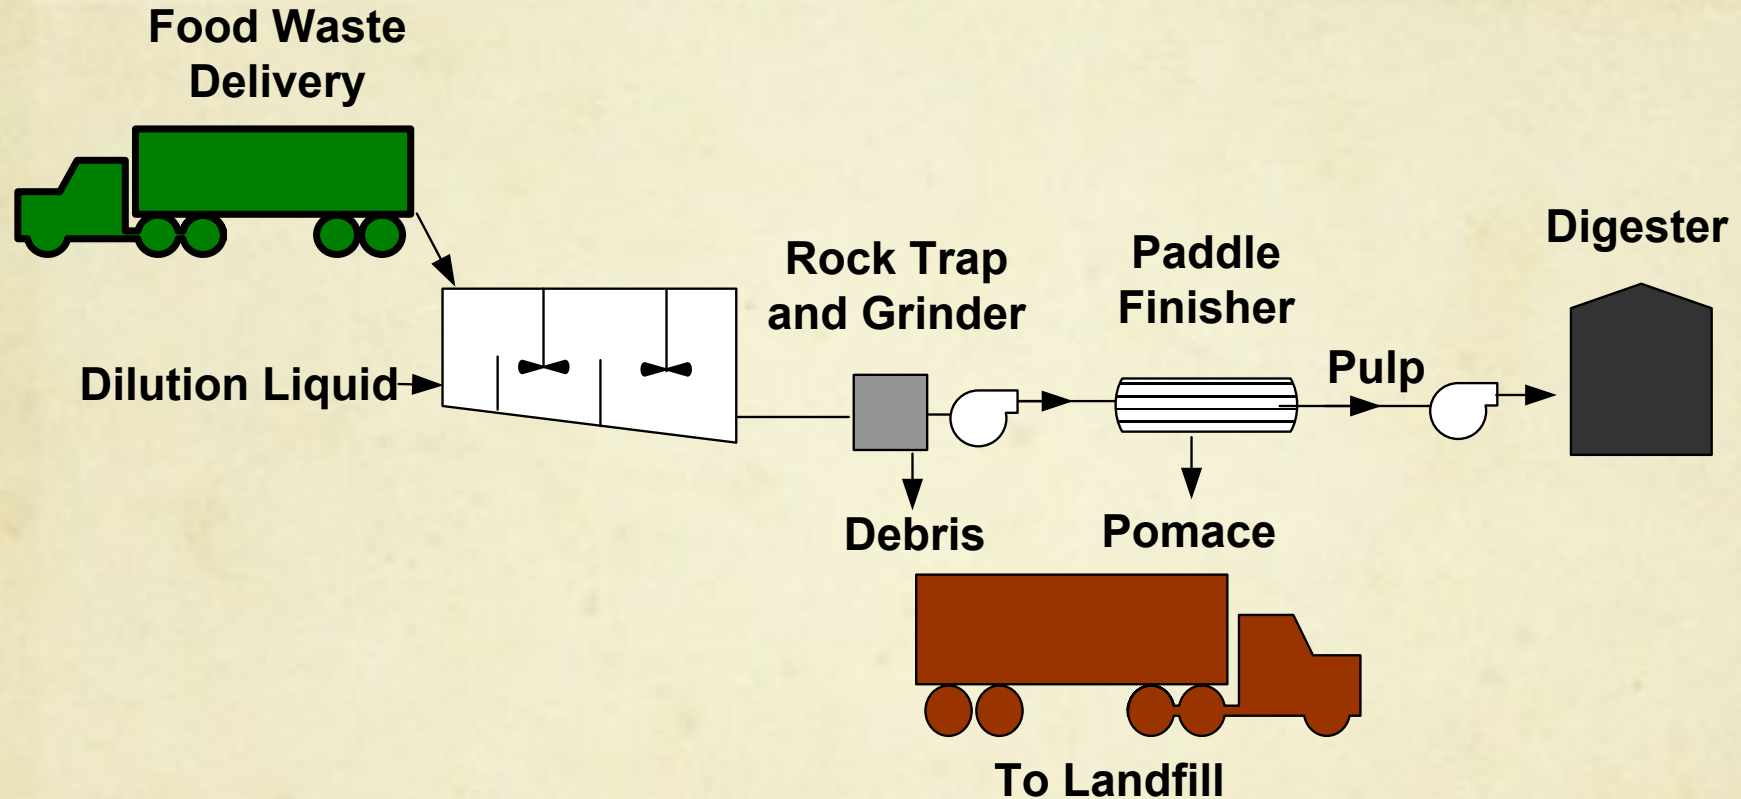 Food Waste
Delivery
Dilution Liquid
Rock Trap
and Grinder
Debris
Paddle
Finisher
Pomace
Pulp
Digester
To Landfill